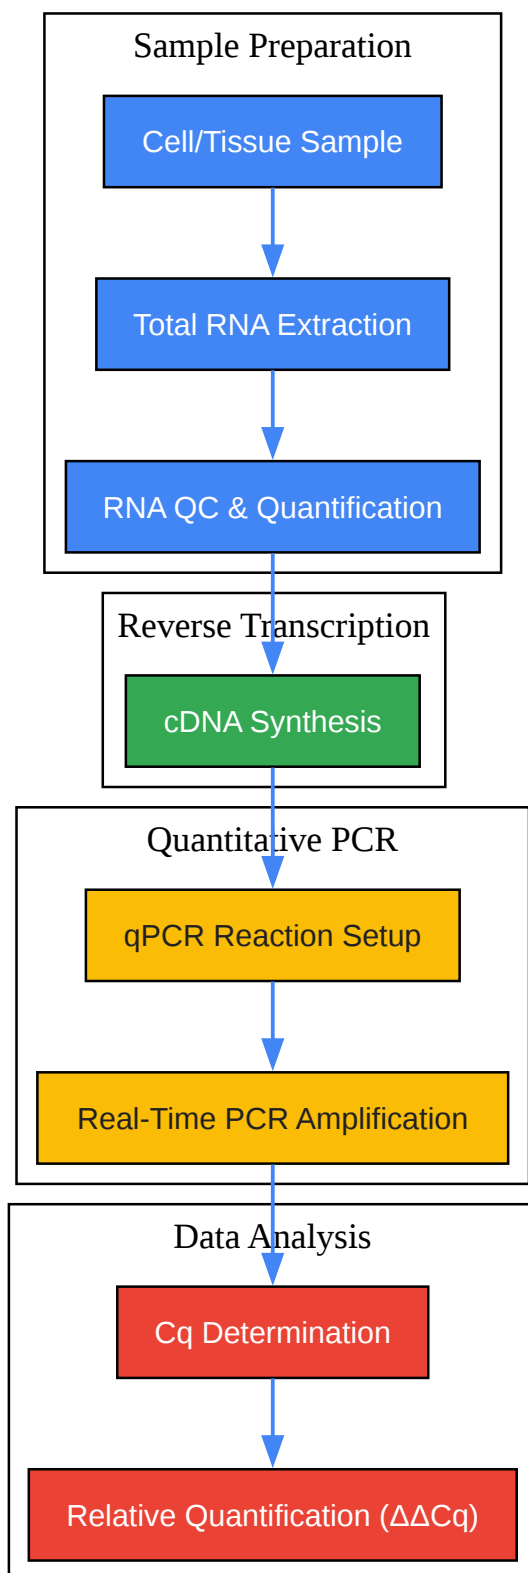 Sample Preparation
Cell/Tissue Sample
Total RNA Extraction
RNA QC & Quantification
Reverse Transcription
cDNA Synthesis
Quantitative PCR
qPCR Reaction Setup
Real-Time PCR Amplification
Data Analysis
Cq Determination
Relative Quantification (ΔΔCq)